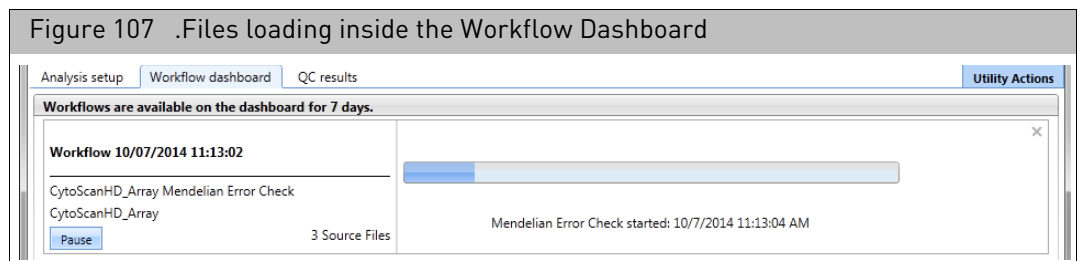 Figure 107 .Files loading inside the Workflow Dashboard
Analysis setup Workflow dashboard QC results Utility Actions
Workflows are available on the dashboard for 7 days.
Workflow 10/07/2014 11:13:02
CytoScanHD_Array Mendelian Error Check
CytoScanHD_Array
Mendelian Error Check started: 10/7/2014 11:13:04 AM
Pause 3 Source Files